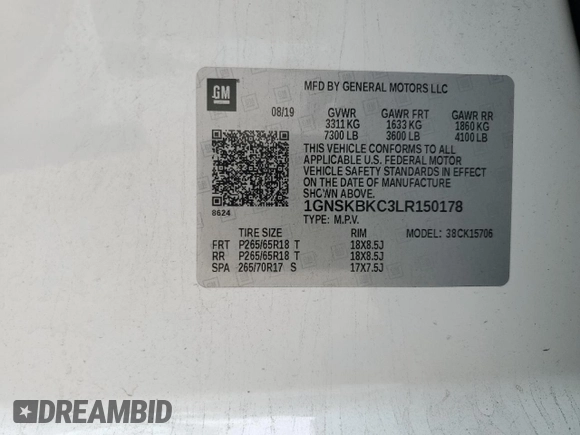 GM
MFD BY GENERAL MOTORS LLC
08/19 GVWR GAWR FRT GAWR RR
3311 KG 1633 KG 1860 KG
7300 LB 3600 LB 4100 LB
THIS VEHICLE CONFORMS TO ALL
APPLICABLE U.S. FEDERAL MOTOR
VEHICLE SAFETY STANDARDS IN EFFECT
ON THE DATE OF MANUFACTURE
SHOWN ABOVE.
1GNSKBKC3LR150178
8624 TYPE: M.P.V.
TIRE SIZE RIM MODEL: 38CK15706
FRT P265/65R18 T 18X8.5J
RR P265/65R18 T 18X8.5J
SPA 265/70R17 S 17X7.5J
DREAMBID